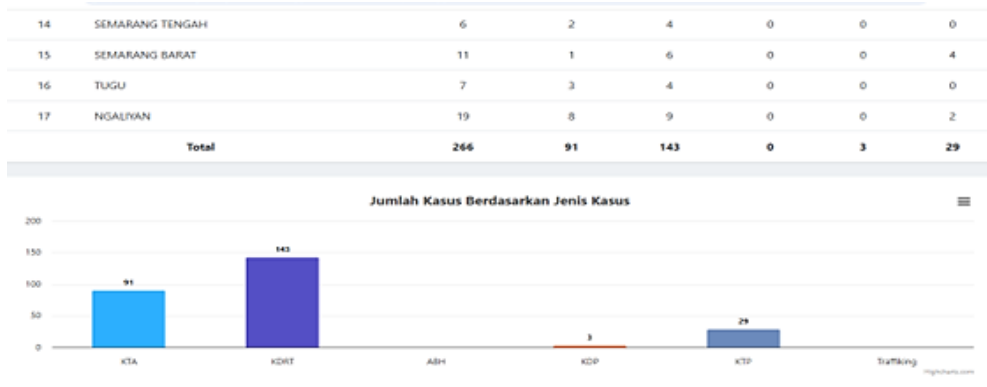 14 SEMARANG TENGAH 6 2 4 0 0 0
15 SEMARANG BARAT 11 1 6 0 0 4
16 TUGU 7 3 4 0 0 0
17 NGALIYAN 19 8 9 0 0 2
Total 266 91 143 0 3 29
Jumlah Kasus Berdasarkan Jenis Kasus
200
150
100
50
0
91
143
3
29
KTA KDRT ABH KDP KTP Traffiking
Highcharts.com